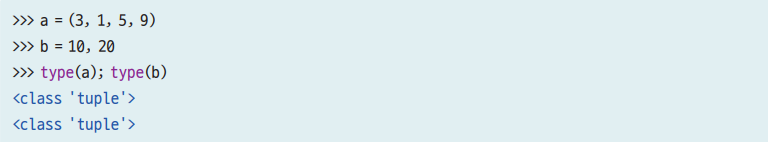 >>> a = (3, 1, 5, 9)
>>> b = 10, 20
>>> type(a); type(b)
<class 'tuple'>
<class 'tuple'>